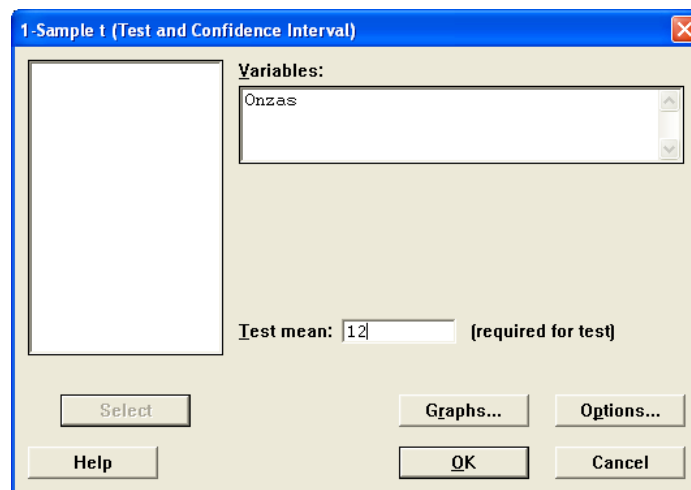 1-Sample t (Test and Confidence Interval)
Variables:
Onzas
Test mean: 12 (required for test)
Select
Graphs... Options...
Help OK Cancel